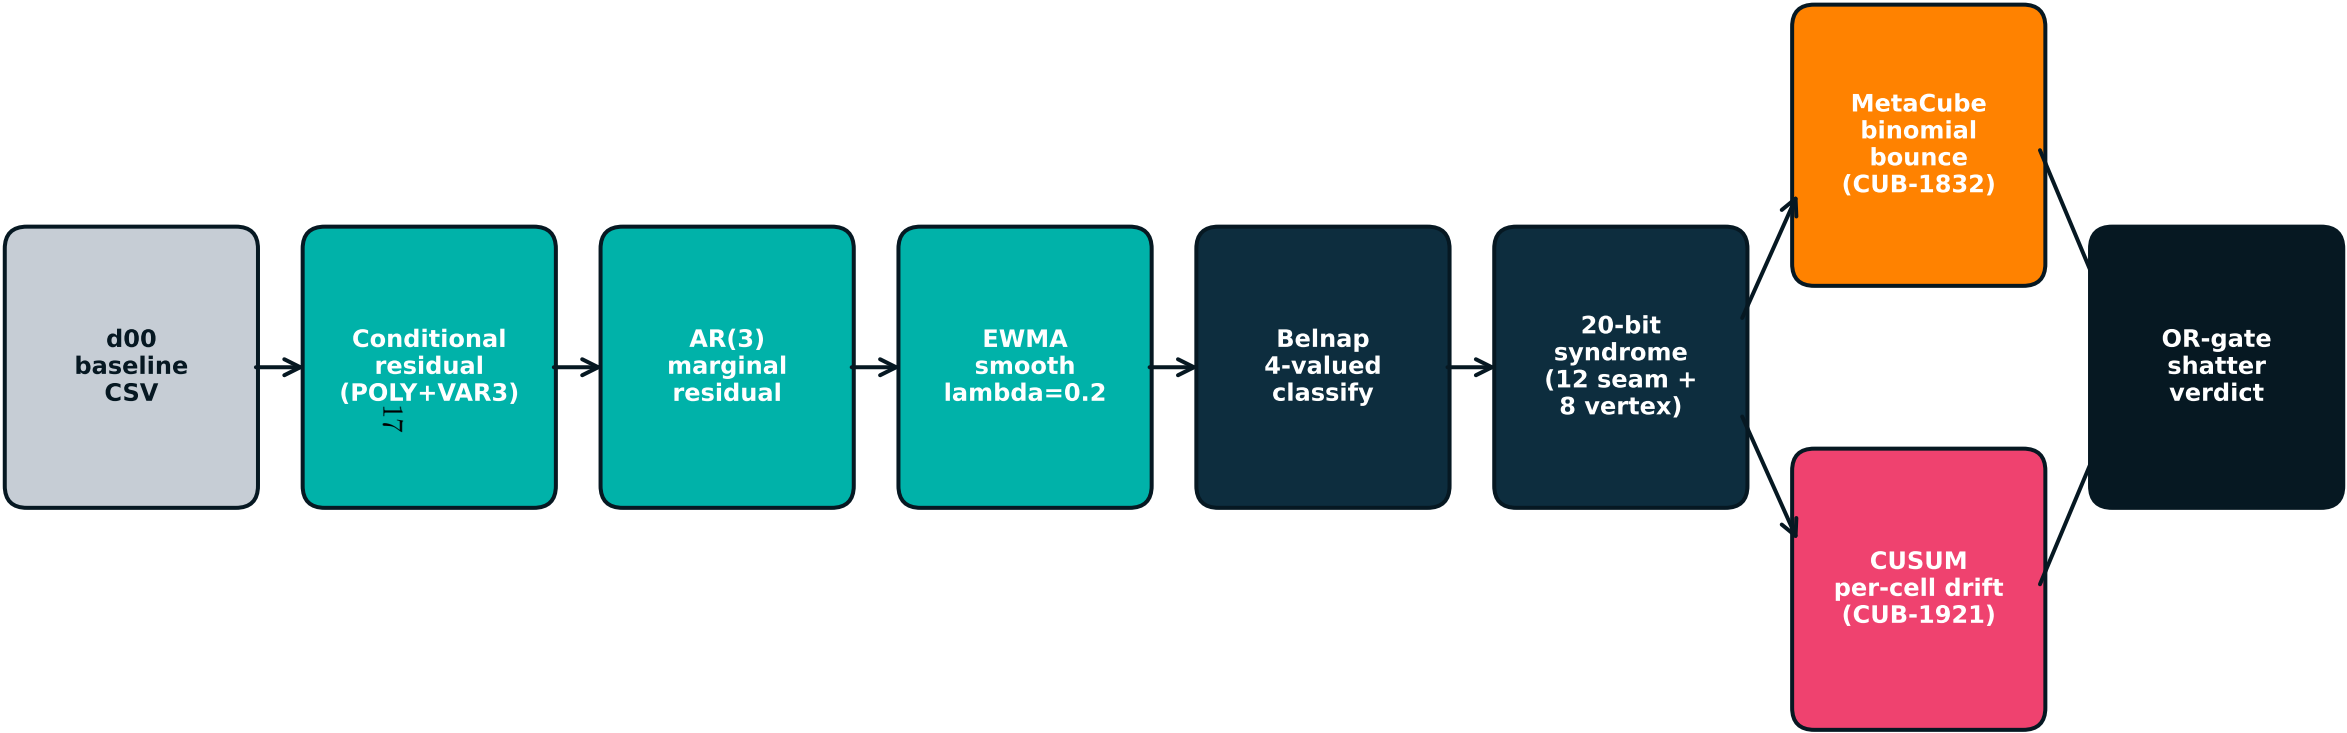 d00
baseline
CSV
Conditional
residual
(POLY+VAR3)
17
AR(3)
marginal
residual
EWMA
smooth
lambda=0.2
Belnap
4-valued
classify
20-bit
syndrome
(12 seam +
8 vertex)
MetaCube
binomial
bounce
(CUB-1832)
CUSUM
per-cell drift
(CUB-1921)
OR-gate
shatter
verdict